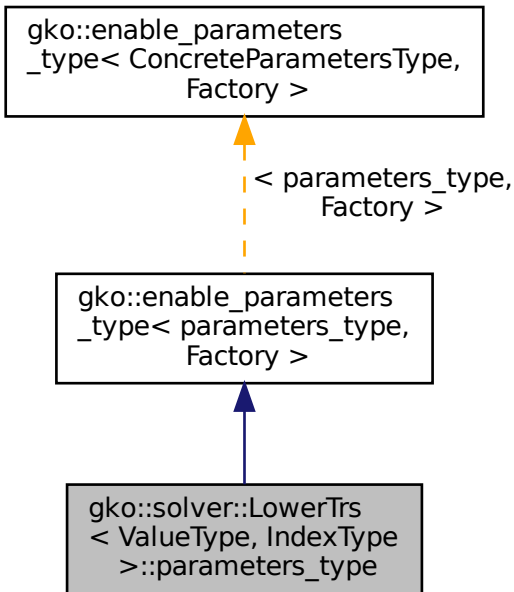 gko::enable_parameters
_type< ConcreteParametersType,
Factory >
< parameters_type,
Factory >
gko::enable_parameters
_type< parameters_type,
Factory >
gko::solver::LowerTrs
< ValueType, IndexType
>::parameters_type